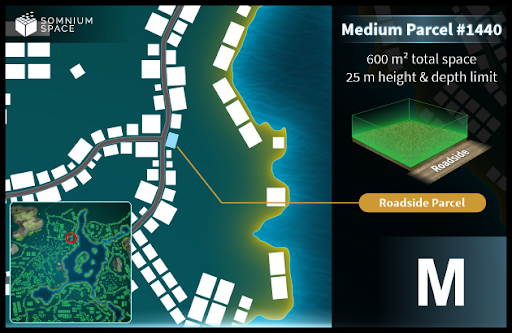 SOMNIUM
SPACE
Medium Parcel #1440
600 m² total space
25 m height & depth limit
Roadside
Roadside Parcel
M